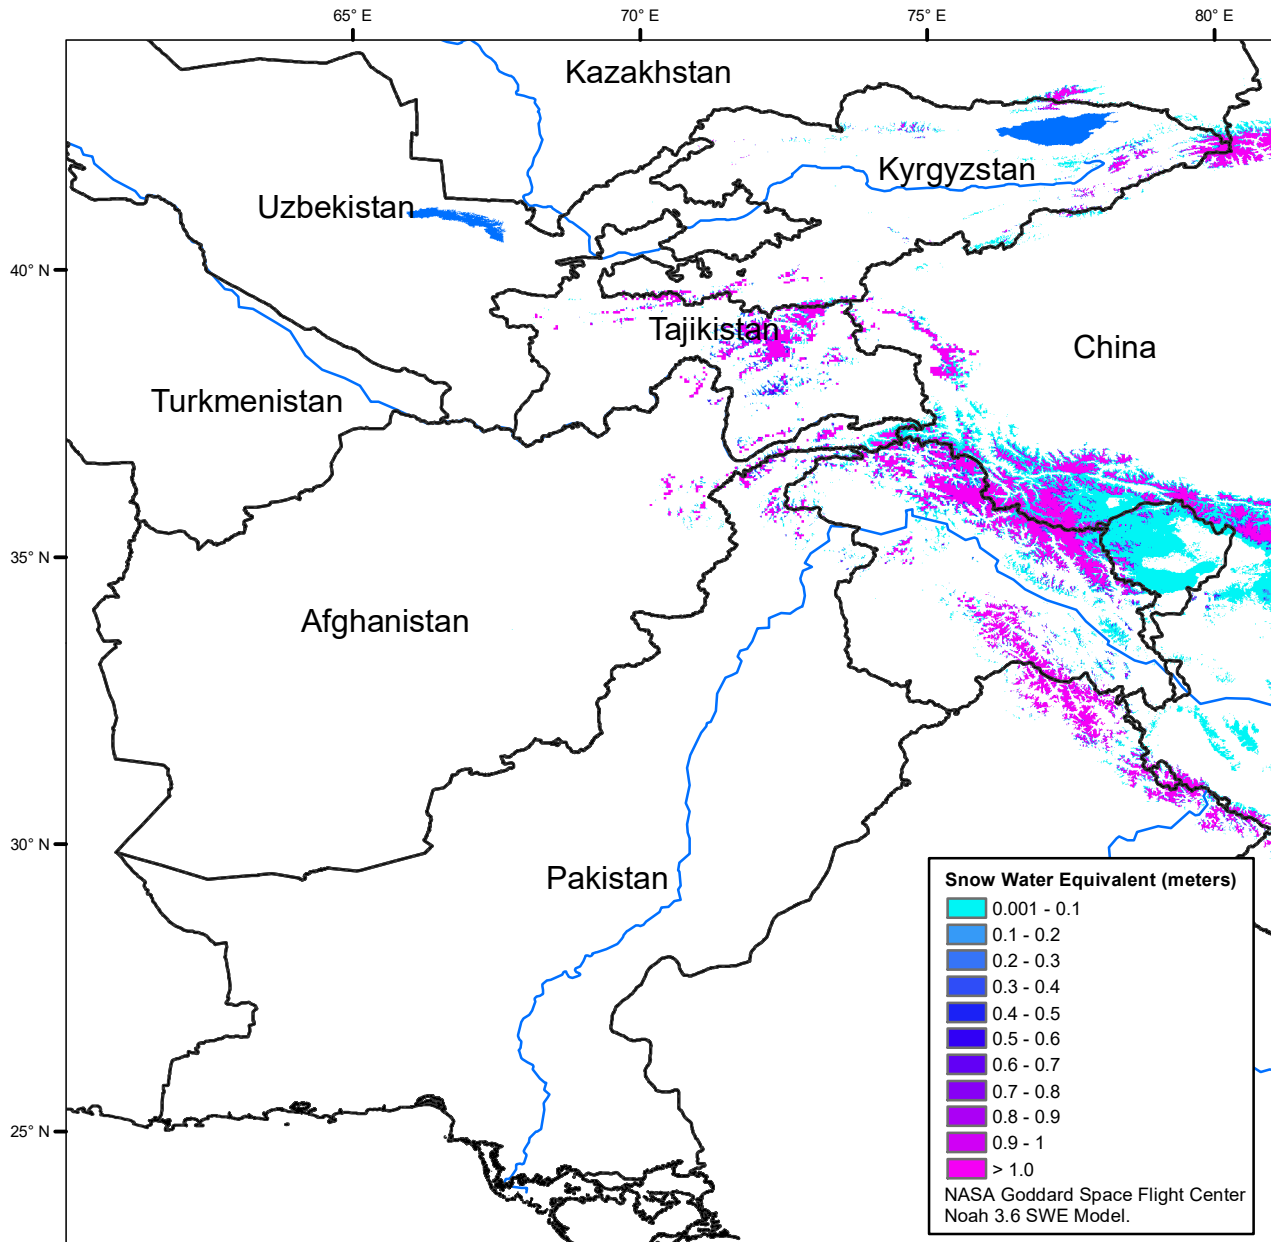 65° E
70° E
75° E
80° E
Kazakhstan
Kyrgyzstan
Uzbekistan
40° N
Tajikistan
China
Turkmenistan
35° N
Afghanistan
30° N
Pakistan
25° N
Snow Water Equivalent (meters)
0.001 - 0.1
0.1 - 0.2
0.2 - 0.3
0.3 - 0.4
0.4 - 0.5
0.5 - 0.6
0.6 - 0.7
0.7 - 0.8
0.8 - 0.9
0.9 - 1
> 1.0
NASA Goddard Space Flight Center
Noah 3.6 SWE Model.